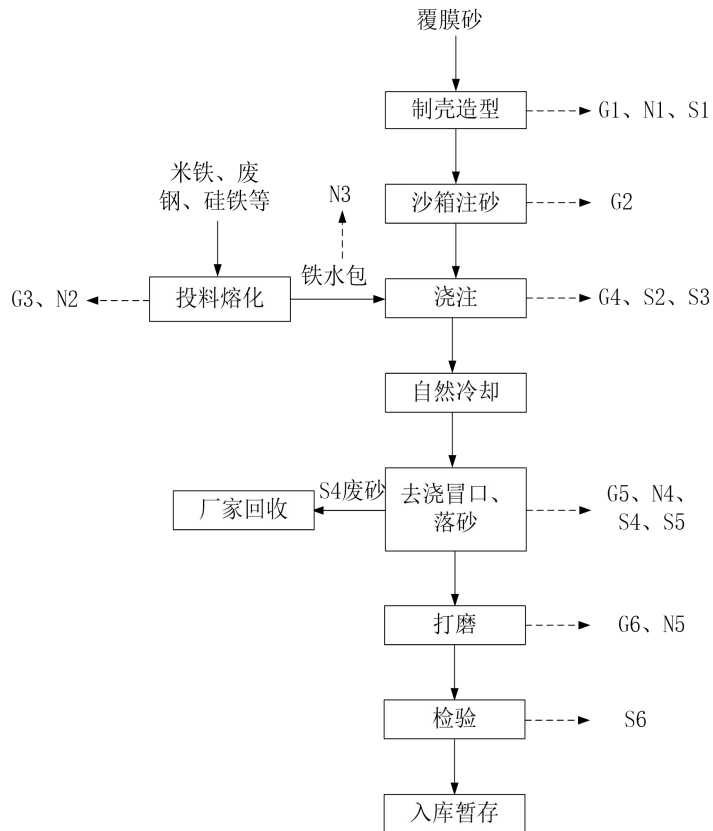 覆膜砂
制壳造型
G1、N1、S1
米铁、废
钢、硅铁等
N3
沙箱注砂
G2
铁水包
G3、N2
投料熔化
浇注
G4、S2、S3
自然冷却
S4废砂
厂家回收
去浇冒口、
落砂
G5、N4、
S4、S5
打磨
G6、N5
检验
S6
入库暂存